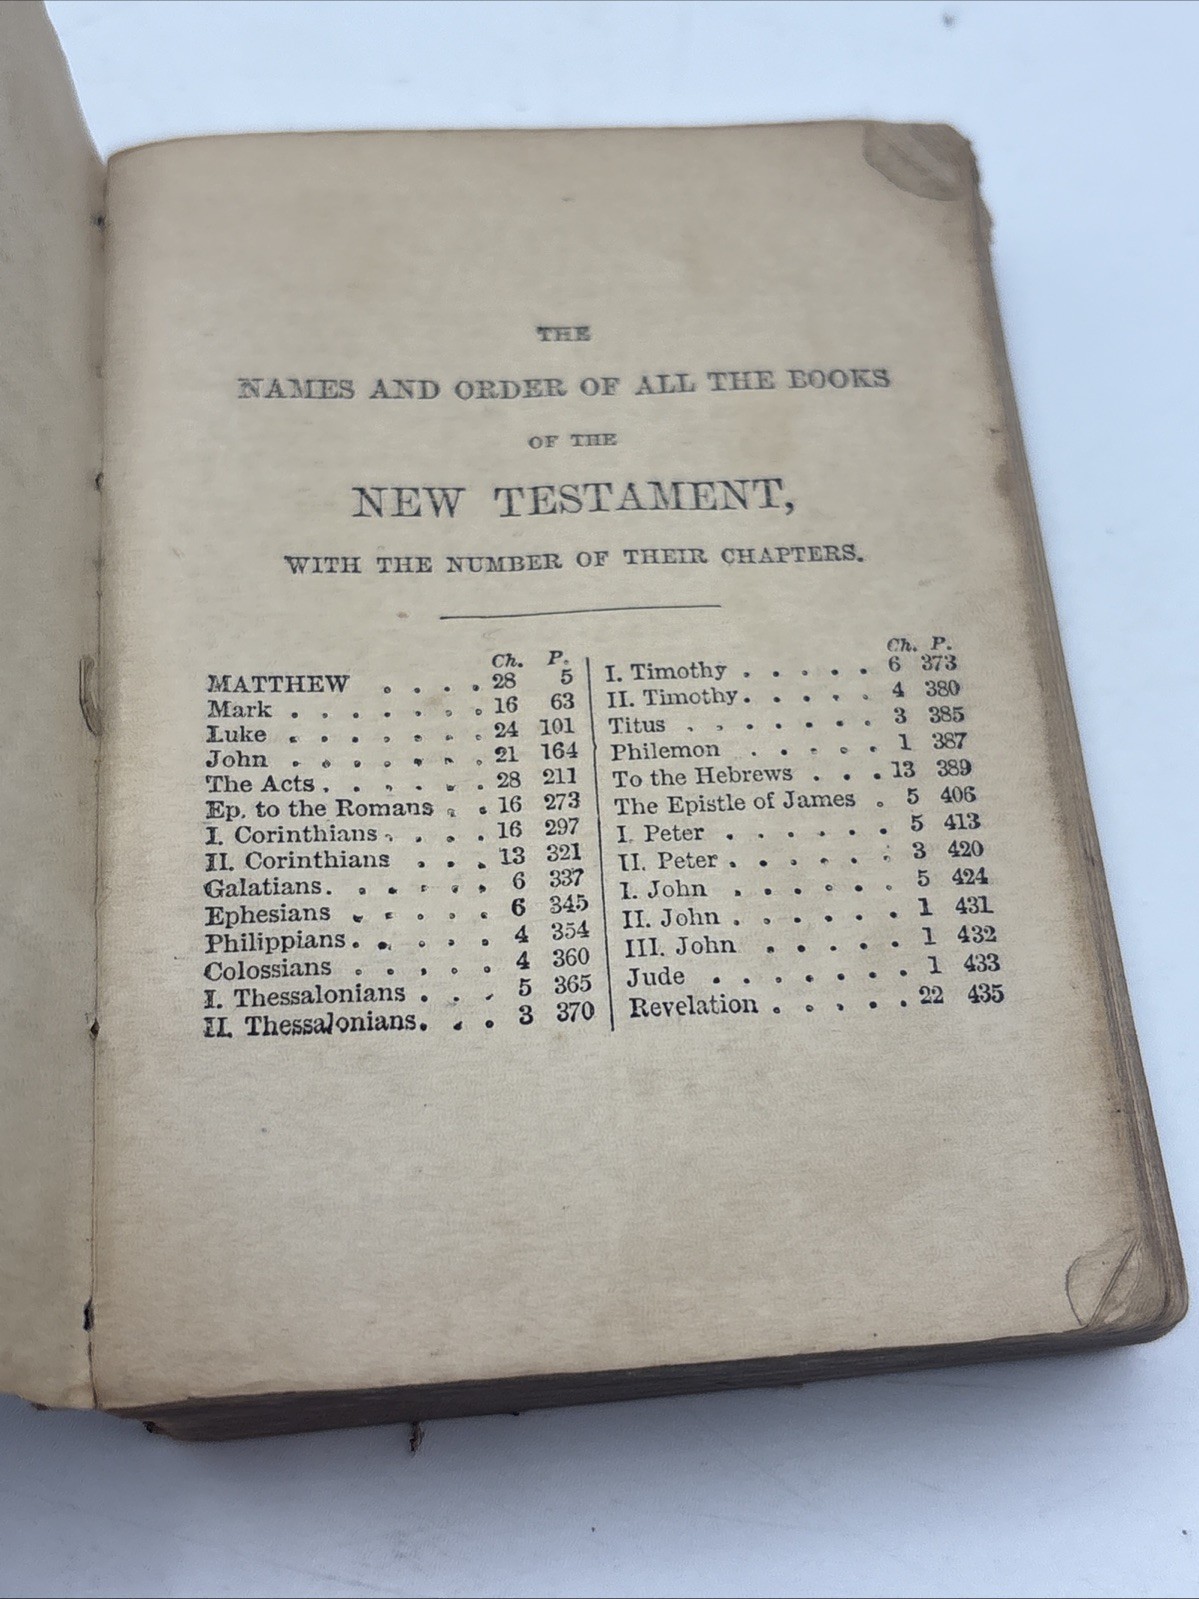 THE
NAMES AND ORDER OF ALL THE BOOKS
OF THE
NEW TESTAMENT,
WITH THE NUMBER OF THEIR CHAPTERS.
Ch. P.
MATTHEW . . . . 28 5
Mark . . . . . . . 16 63
Luke . . . . . . . 24 101
John . . . . . . . 21 164
The Acts . . . . . . 28 211
Ep. to the Romans . . 16 273
I. Corinthians . . . . 16 297
II. Corinthians . . . 13 321
Galatians . . . . . . 6 337
Ephesians . . . . . 6 345
Philippians . . . . . 4 354
Colossians . . . . . 4 360
I. Thessalonians . . . 5 365
II. Thessalonians . . . 3 370
Ch. P.
I. Timothy . . . . . 6 373
II. Timothy . . . . . 4 380
Titus . . . . . . . 3 385
Philemon . . . . . 1 387
To the Hebrews . . . 13 389
The Epistle of James . 5 406
I. Peter . . . . . . 5 413
II. Peter . . . . . . 3 420
I. John . . . . . . 5 424
II. John . . . . . . 1 431
III. John . . . . . 1 432
Jude . . . . . . . 1 433
Revelation . . . . . 22 435